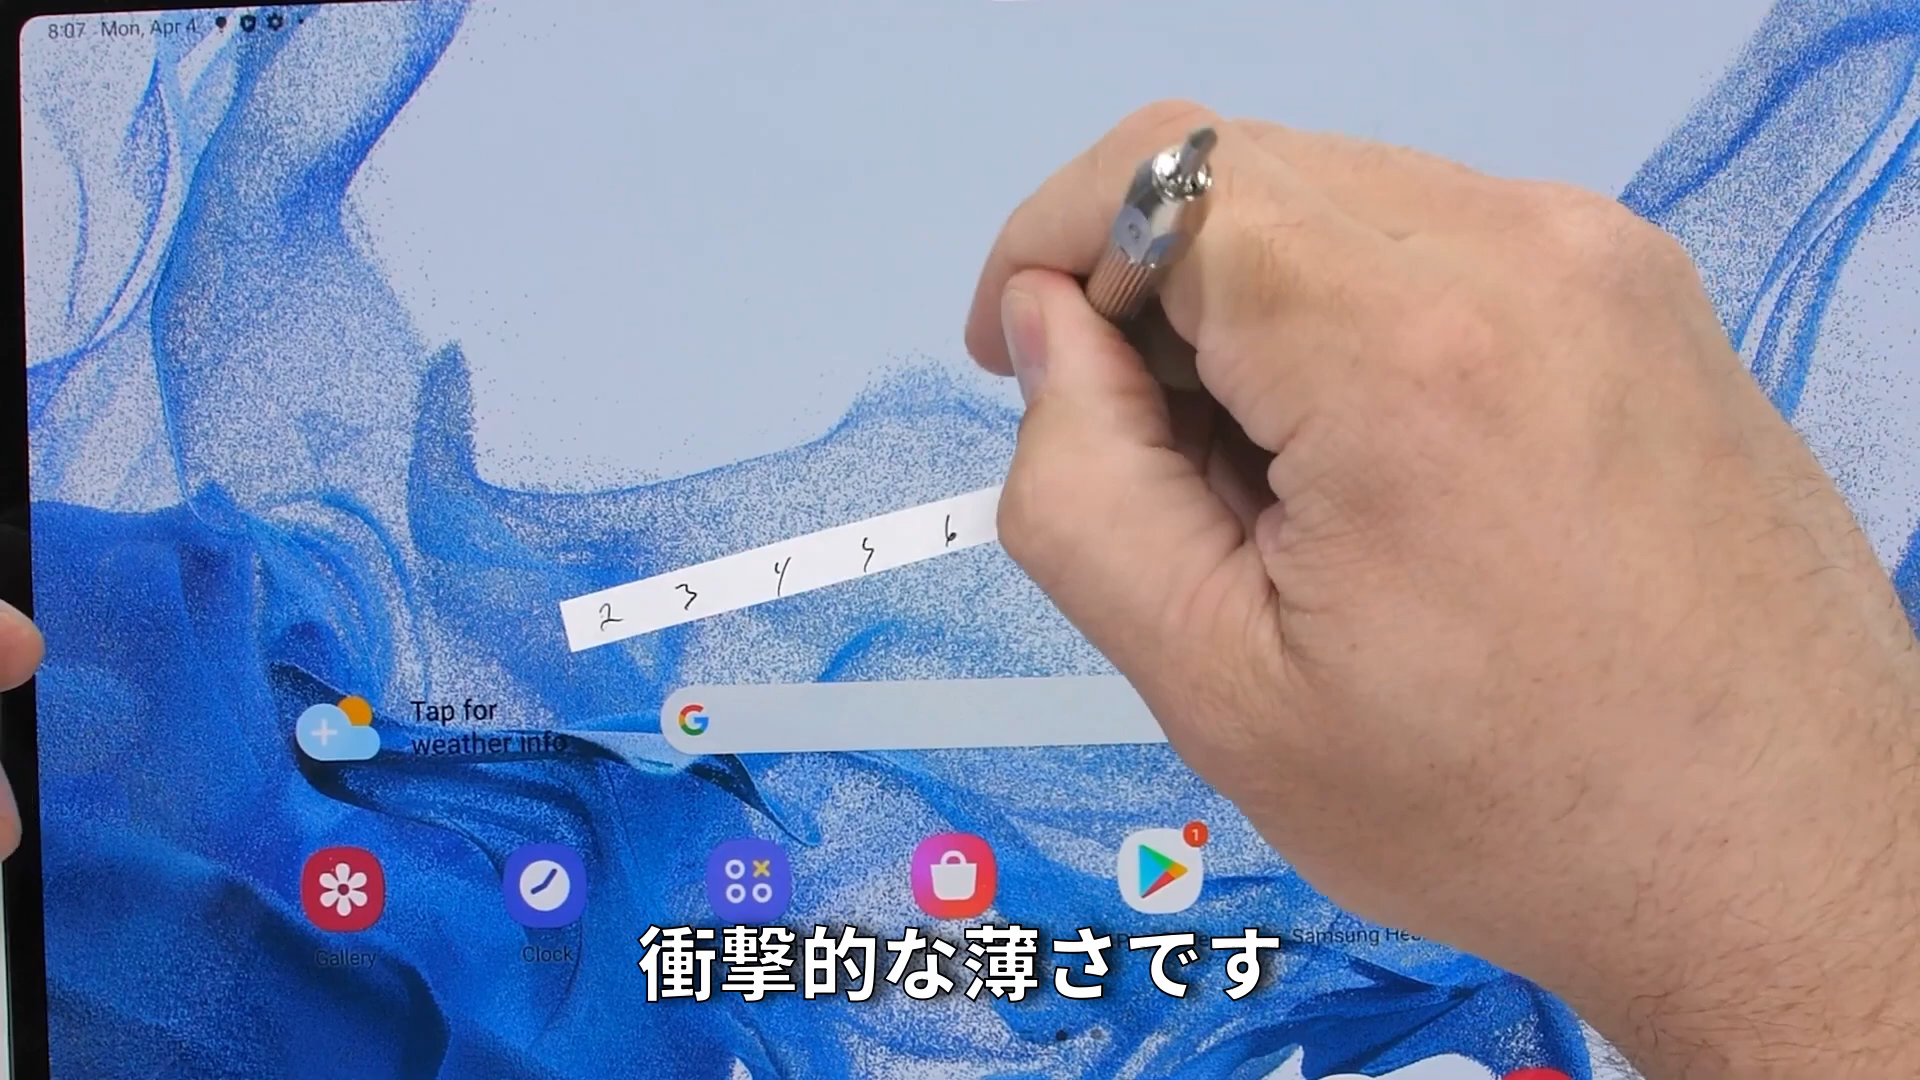 8:07 Mon, Apr 4
2 3 4 5 6
Tap for
weather info
G
1
Gallery
Clock
Samsung
衝撃的な薄さです